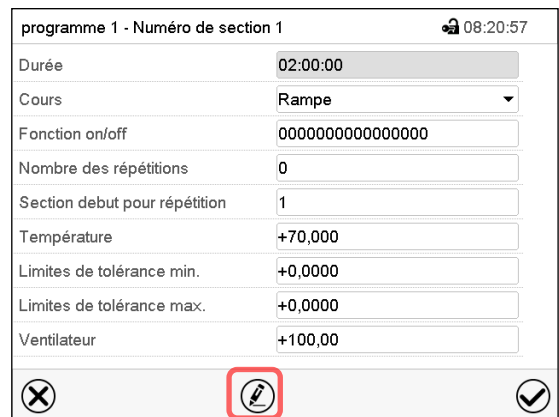 programme 1 - Numéro de section 1 08:20:57
Durée 02:00:00
Cours Rampe
Fonction on/off 0000000000000000
Nombre des répétitions 0
Section debut pour répétition 1
Température +70,000
Limites de tolérance min. +0,0000
Limites de tolérance max. +0,0000
Ventilateur +100,00